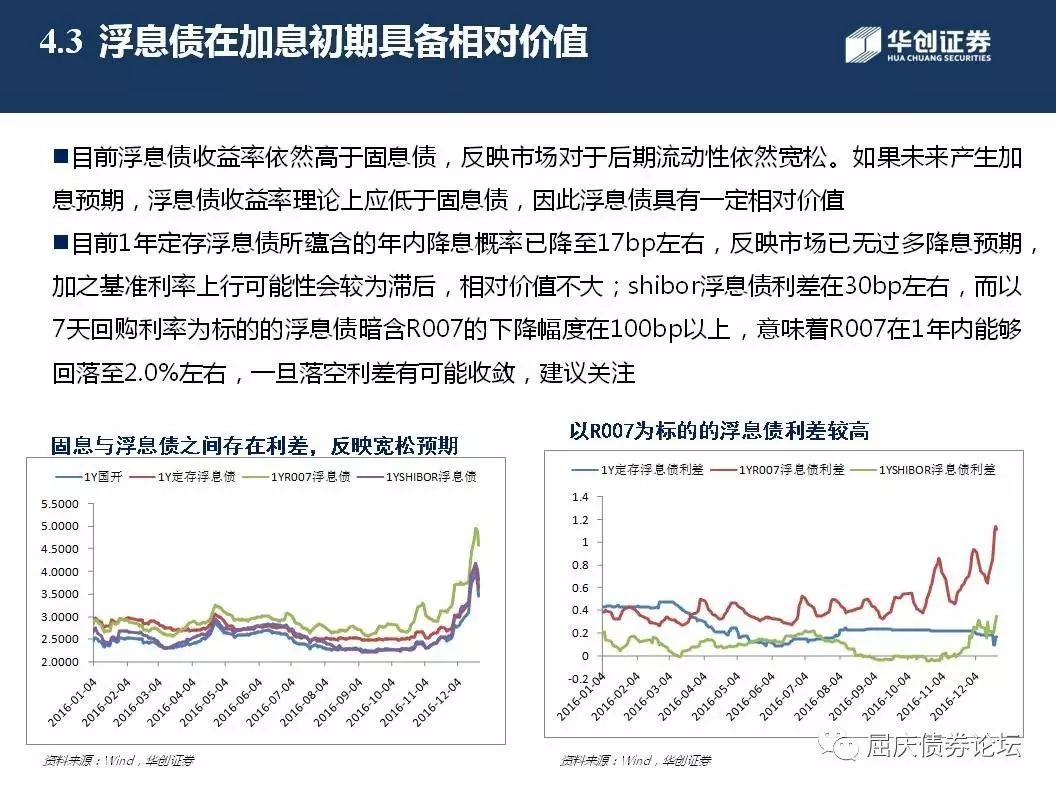 4.3 浮息债在加息初期具备相对价值
华创证券
HUA CHUANG SECURITIES
■目前浮息债收益率依然高于固息债，反映市场对于后期流动性依然宽松。如果未来产生加
息预期，浮息债收益率理论上应低于固息债，因此浮息债具有一定相对价值
■目前1年定存浮息债所蕴含的年内降息概率已降至17bp左右，反映市场已无过多降息预期，
加之基准利率上行可能性会较为滞后，相对价值不大；shibor浮息债利差在30bp左右，而以
7天回购利率为标的的浮息债暗含R007的下降幅度在100bp以上，意味着R007在1年内能够
回落至2.0%左右，一旦落空利差有可能收敛，建议关注
固息与浮息债之间存在利差，反映宽松预期
1Y国开 1Y定存浮息债 1YR007浮息债 1YSHIBOR浮息债
5.5000
5.0000
4.5000
4.0000
3.5000
3.0000
2.5000
2.0000
2016-01-04
2016-02-04
2016-03-04
2016-04-04
2016-05-04
2016-06-04
2016-07-04
2016-08-04
2016-09-04
2016-10-04
2016-11-04
2016-12-04
资料来源：Wind，华创证券
以R007为标的的浮息债利差较高
1Y定存浮息债利差 1YR007浮息债利差 1YSHIBOR浮息债利差
1.4
1.2
1
0.8
0.6
0.4
0.2
0
-0.2
2016-01-04
2016-02-04
2016-03-04
2016-04-04
2016-05-04
2016-06-04
2016-07-04
2016-08-04
2016-09-04
2016-10-04
2016-11-04
2016-12-04
资料来源：Wind，华创证券
屈庆债券论坛